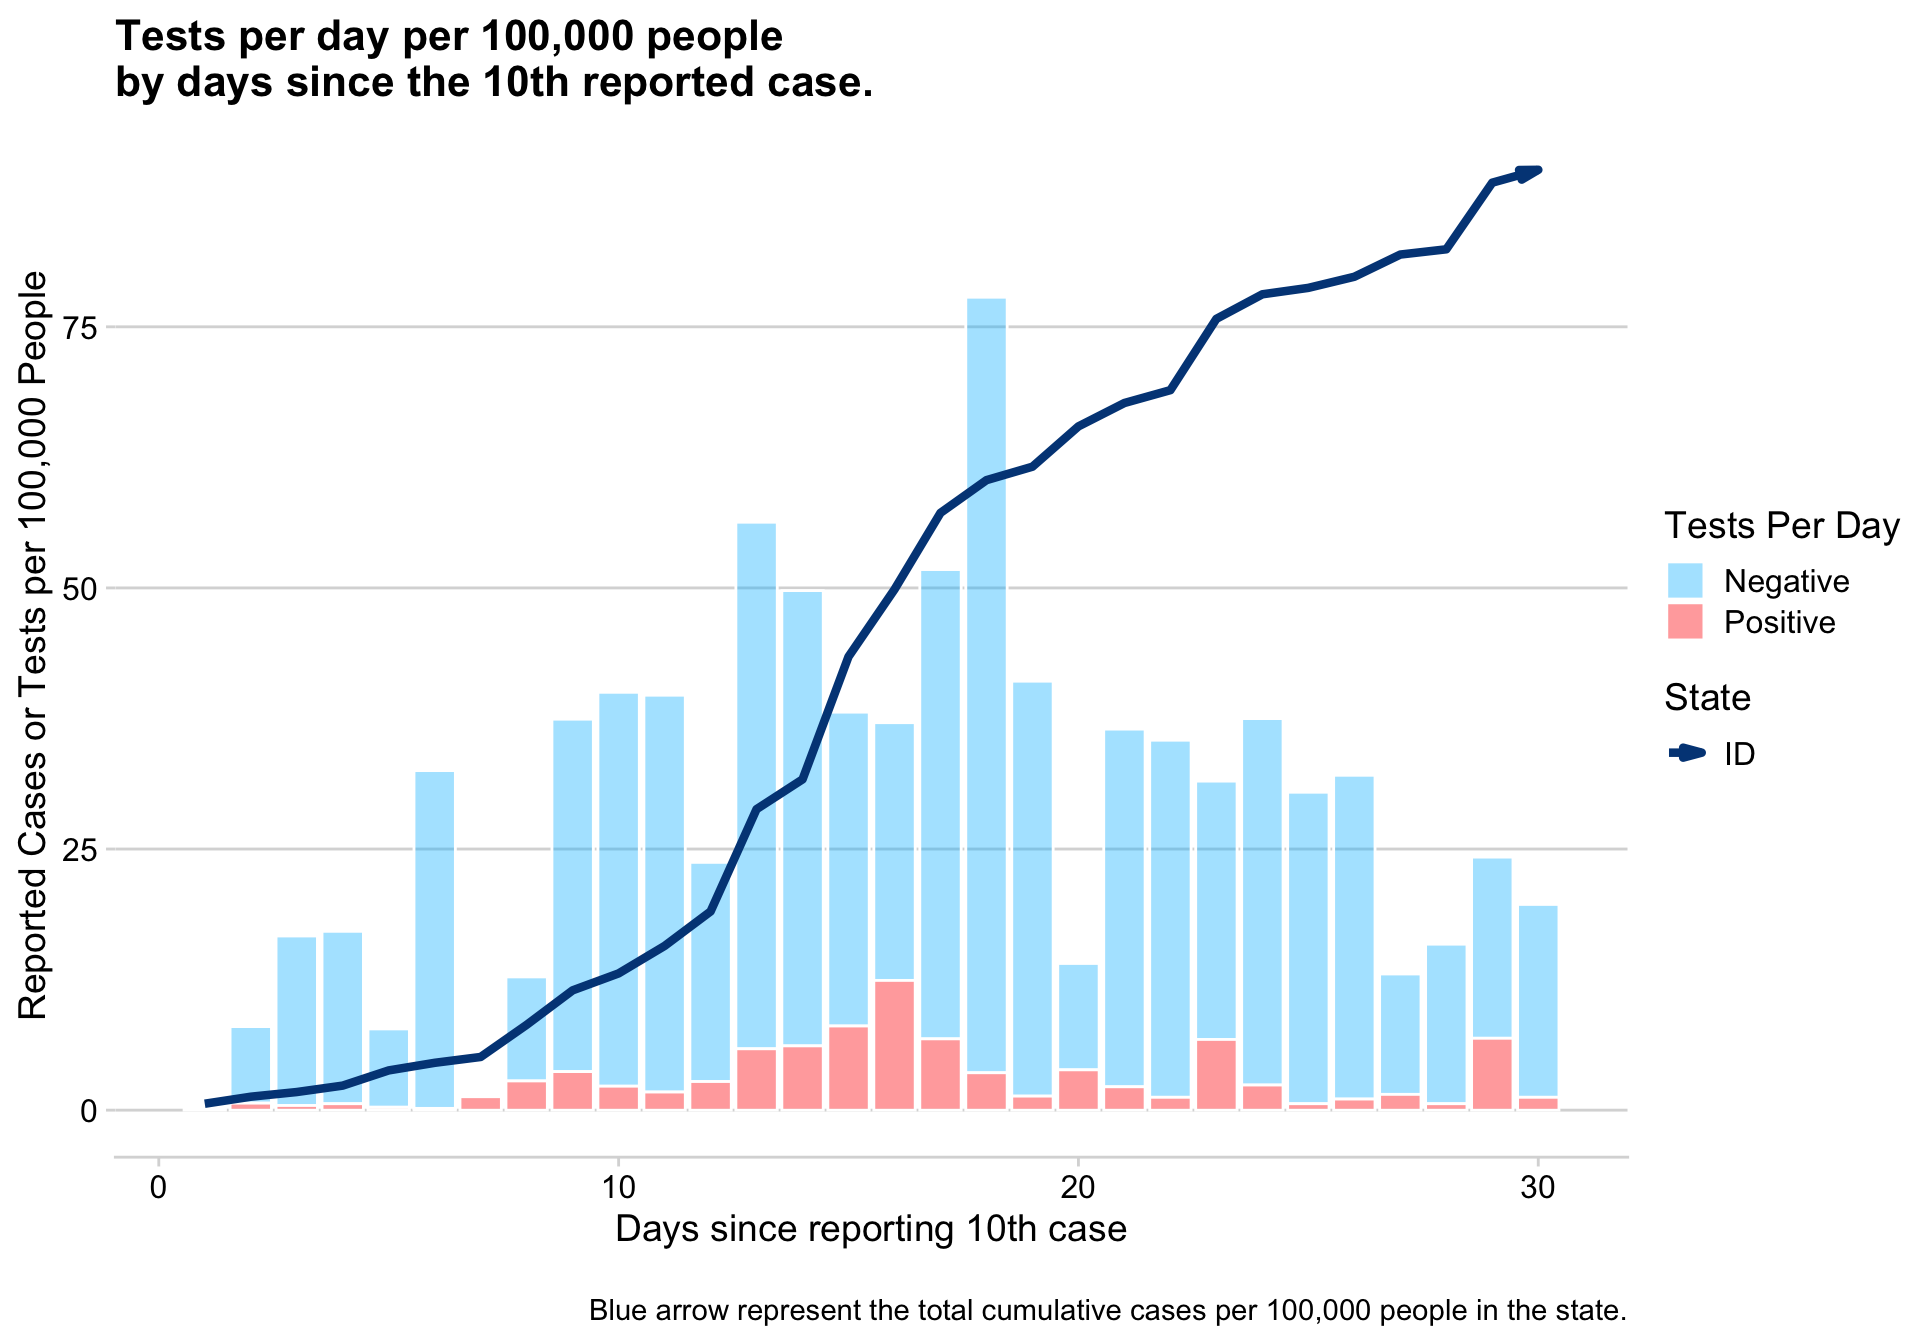 Tests per day per 100,000 people
by days since the 10th reported case.
Reported Cases or Tests per 100,000 People
75
50
25
0
0
10
20
30
Days since reporting 10th case
Tests Per Day
Negative
Positive
State
ID
Blue arrow represent the total cumulative cases per 100,000 people in the state.